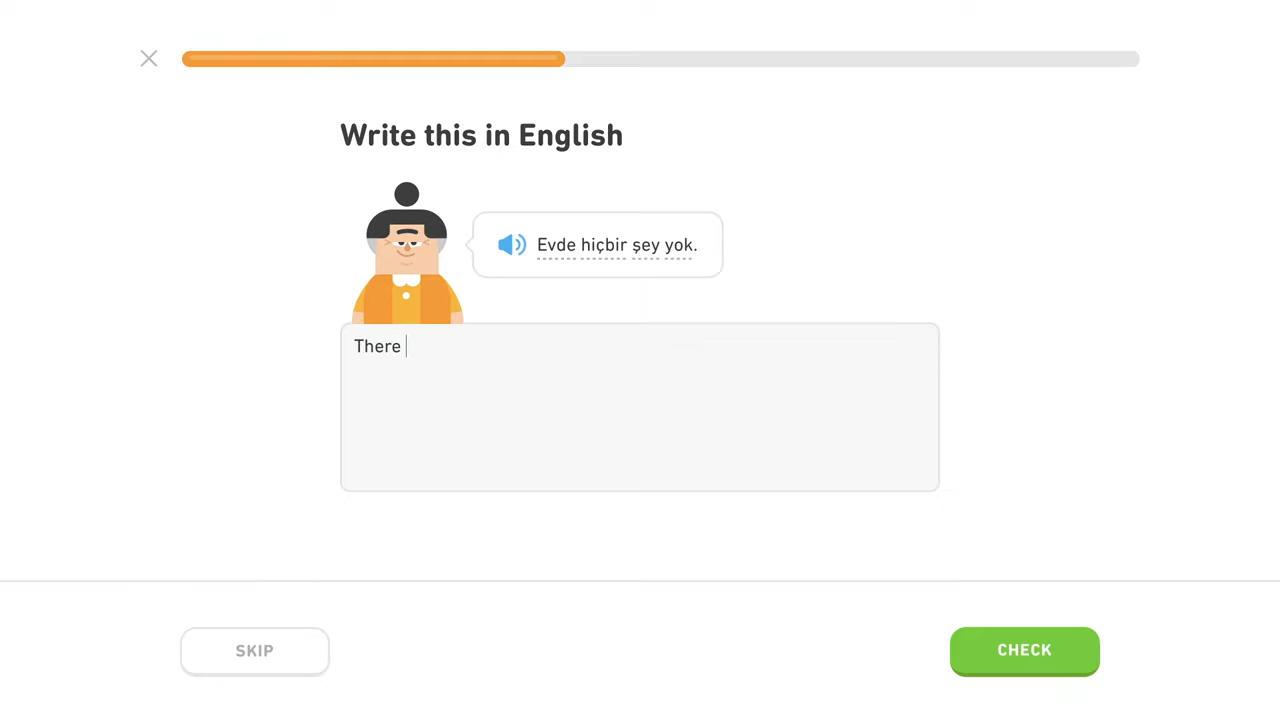 Write this in English
Evde hiçbir şey yok.
There
SKIP
CHECK